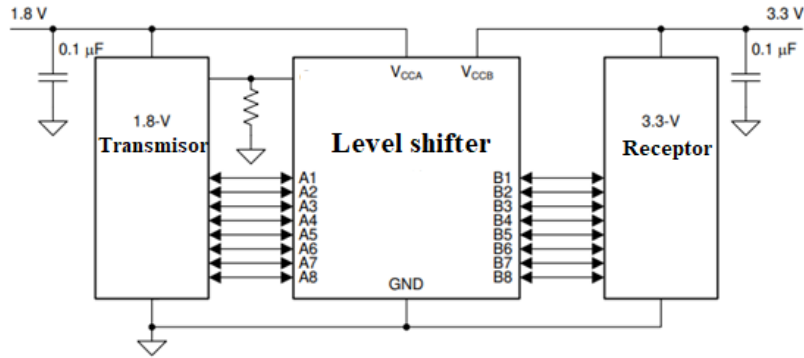 1.8 V
3.3 V
0.1 µF
0.1 µF
VCCA
VCCB
1.8-V
Transmisor
Level shifter
3.3-V
Receptor
A1
A2
A3
A4
A5
A6
A7
A8
B1
B2
B3
B4
B5
B6
B7
B8
GND